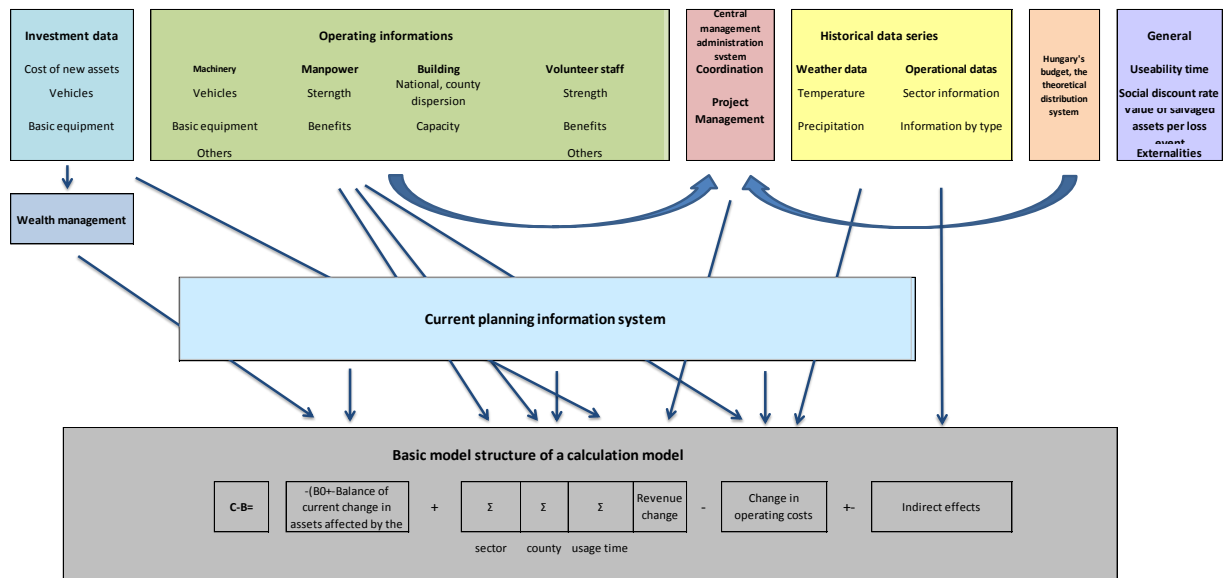 Investment data
Cost of new assets
Vehicles
Basic equipment
Operating informations
Machinery
Vehicles
Basic equipment
Others
Manpower
Sterngth
Benefits
Building
National, county
dispersion
Capacity
Volunteer staff
Strength
Benefits
Others
Central
management
administration
system
Coordination
Project
Management
Historical data series
Weather data
Temperature
Precipitation
Operational datas
Sector information
Information by type
Hungary's
budget, the
theoretical
distribution
system
General
Useability time
Social discount rate
value of salvaged
assets per loss
event
Externalities
Wealth management
Current planning information system
Basic model structure of a calculation model
C-B=
-(B0+-Balance of
current change in
assets affected by the
+
Σ
Σ
Σ
Revenue
change
-
Change in
operating costs
+-
Indirect effects
sector
county
usage time